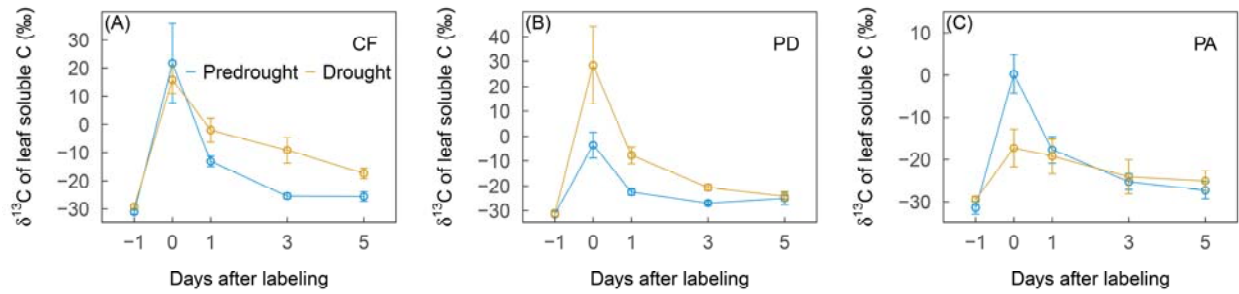 (A)
CF
Predrought
Drought
δ¹³C of leaf soluble C (‰)
30
20
10
0
−10
−20
−30
−1 0 1 3 5
Days after labeling
(B)
PD
δ¹³C of leaf soluble C (‰)
40
30
20
10
0
−10
−20
−30
−1 0 1 3 5
Days after labeling
(C)
PA
δ¹³C of leaf soluble C (‰)
10
0
−10
−20
−30
−1 0 1 3 5
Days after labeling